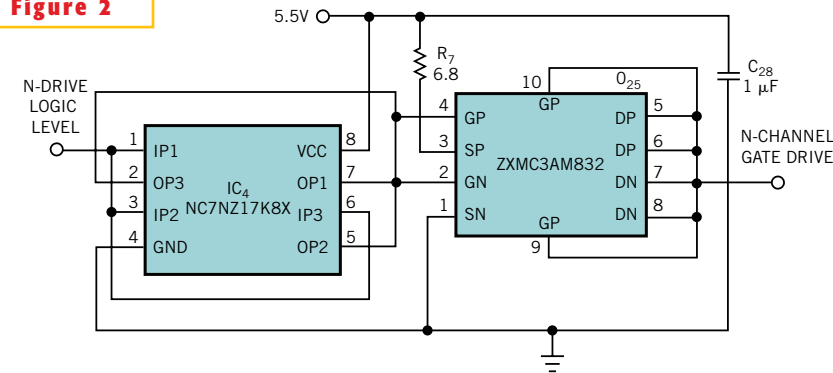 Figure 2
5.5V
R7
6.8
C28
1 µF
N-DRIVE
LOGIC
LEVEL
1 IP1
2 OP3
3 IP2
4 GND
IC4
NC7NZ17K8X
VCC 8
OP1 7
IP3 6
OP2 5
10
GP
O25
4 GP
3 SP
2 GN
1 SN
ZXMC3AM832
DP 5
DP 6
DN 7
DN 8
GP
9
N-CHANNEL
GATE DRIVE